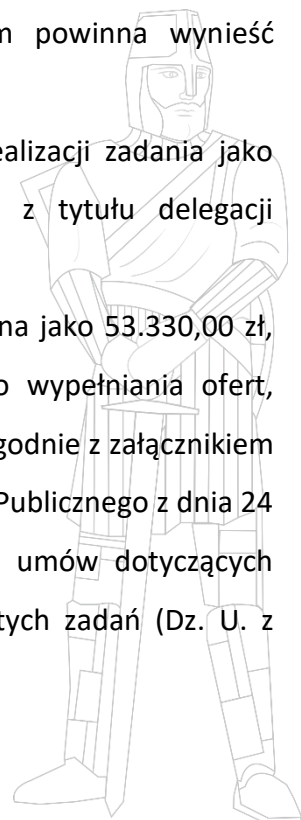 m powinna wynieść
ealizacji zadania jako
z tytułu delegacji
na jako 53.330,00 zł,
o wypełniania ofert,
godnie z załącznikiem
Publicznego z dnia 24
umów dotyczących
tych zadań (Dz. U. z